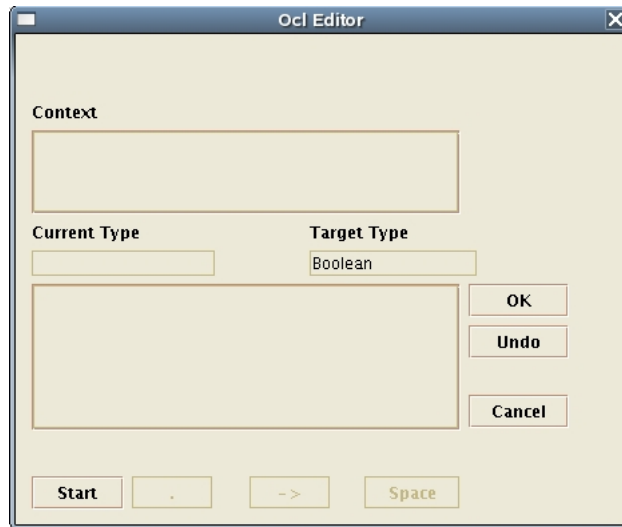 Ocl Editor
Context
Current Type Target Type
Boolean
OK
Undo
Cancel
Start . -> Space